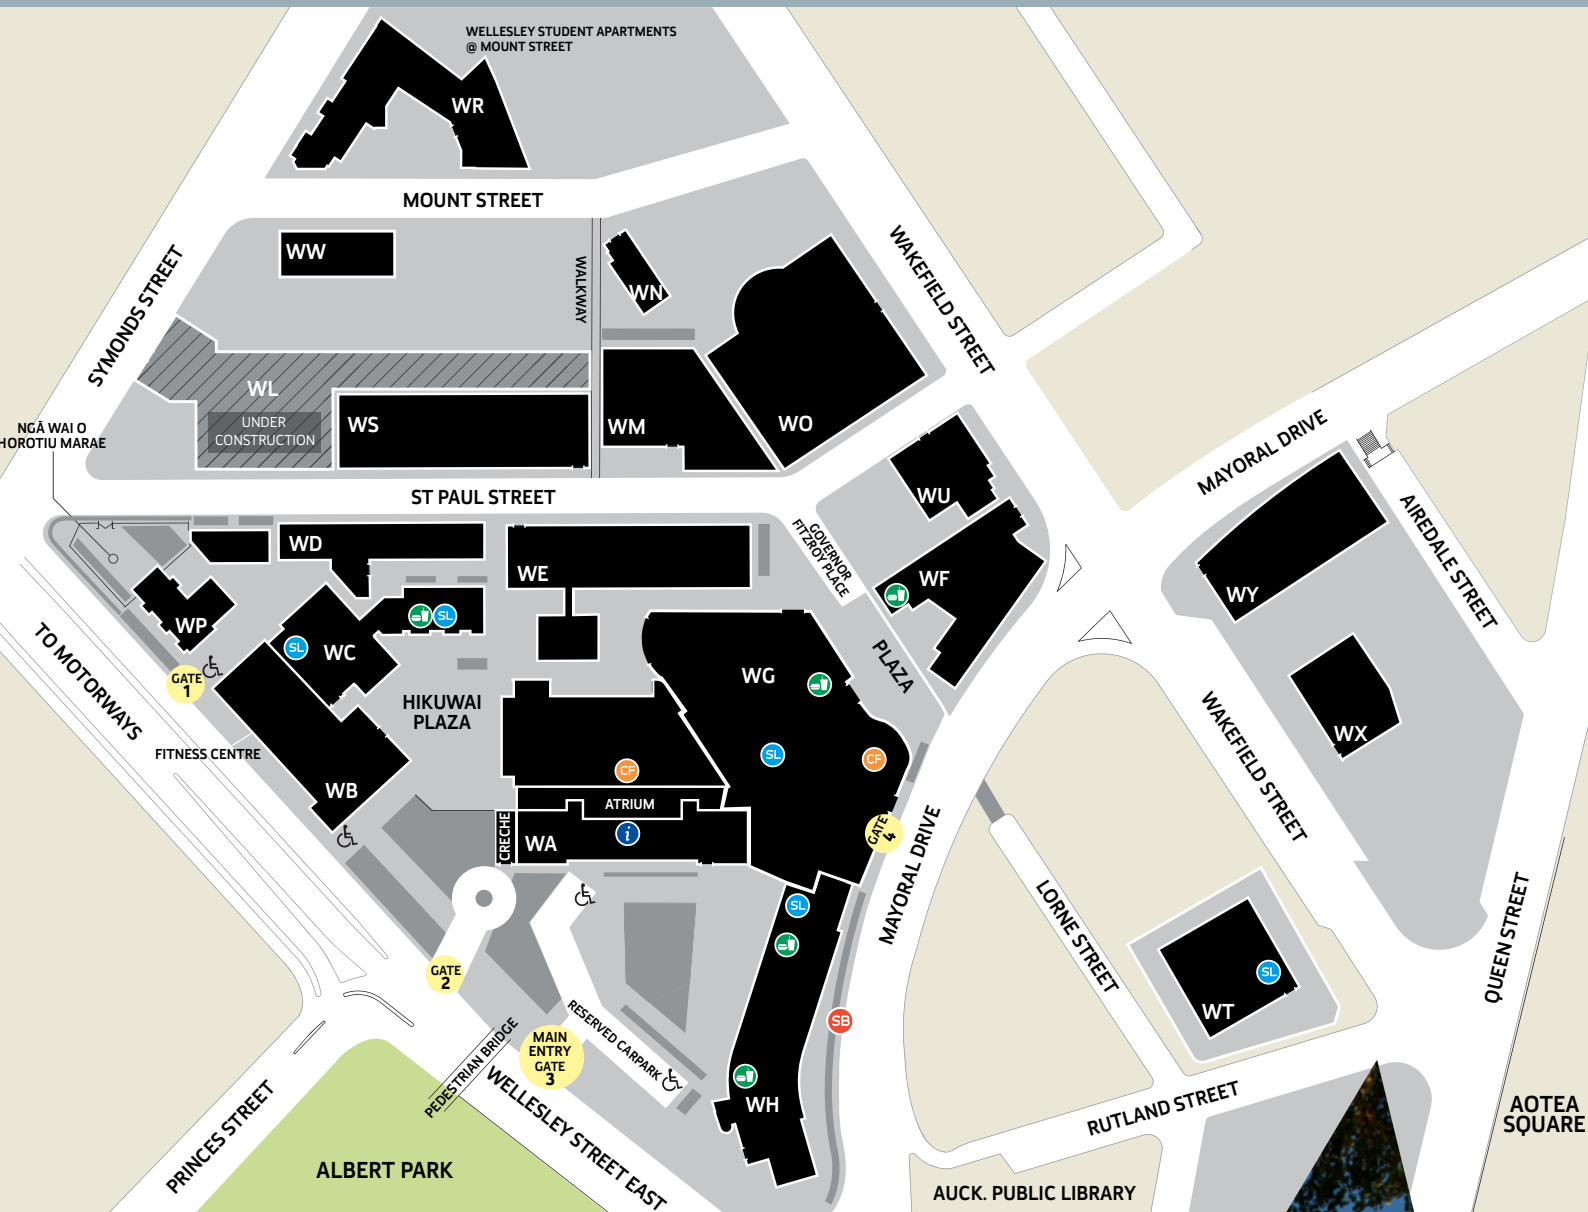 WELLESLEY STUDENT APARTMENTS
@ MOUNT STREET
WR
MOUNT STREET
SYMONDS STREET
WW
WALKWAY
WN
WAKEFIELD STREET
WL
UNDER
CONSTRUCTION
WS
WM
WO
NGĀ WAI O
HOROTIU MARAE
MAYORAL DRIVE
ST PAUL STREET
WU
GOVERNOR
FITZROY PLACE
AIREDALE STREET
WD
WE
WF
WY
WP
SL
SL
WC
GATE
1
TO MOTORWAYS
HIKUWAI
PLAZA
WG
PLAZA
WX
WAKEFIELD STREET
FITNESS CENTRE
WB
CF
SL
CF
ATRIUM
CRECHE
WA
i
GATE
4
MAYORAL DRIVE
SL
LORNE STREET
QUEEN STREET
SL
WT
GATE
2
SB
RESERVED CARPARK
MAIN
ENTRY
GATE
3
PEDESTRIAN BRIDGE
WH
WELLESLEY STREET EAST
PRINCES STREET
RUTLAND STREET
AOTEA
SQUARE
ALBERT PARK
AUCK. PUBLIC LIBRARY